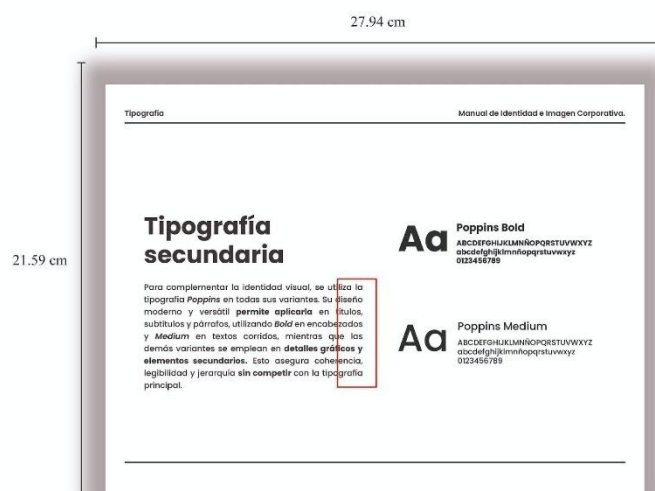 27.94 cm
21.59 cm
Tipografía
Manual de Identidad e Imagen Corporativa.
Tipografía
secundaria
Para complementar la identidad visual, se utiliza la
tipografía Poppins en todas sus variantes. Su diseño
moderno y versátil permite aplicarla en títulos,
subtítulos y párrafos, utilizando Bold en encabezados
y Medium en textos corridos, mientras que las
demás variantes se emplean en detalles gráficos y
elementos secundarios. Esto asegura coherencia,
legibilidad y jerarquía sin competir con la tipografía
principal.
Aa
Poppins Bold
ABCDEFGHIJKLMNÑOPQRSTUVWXYZ
abcdefghijklmnñopqrstuvwxyz
0123456789
Aa
Poppins Medium
ABCDEFGHIJKLMNÑOPQRSTUVWXYZ
abcdefghijklmnñopqrstuvwxyz
0123456789